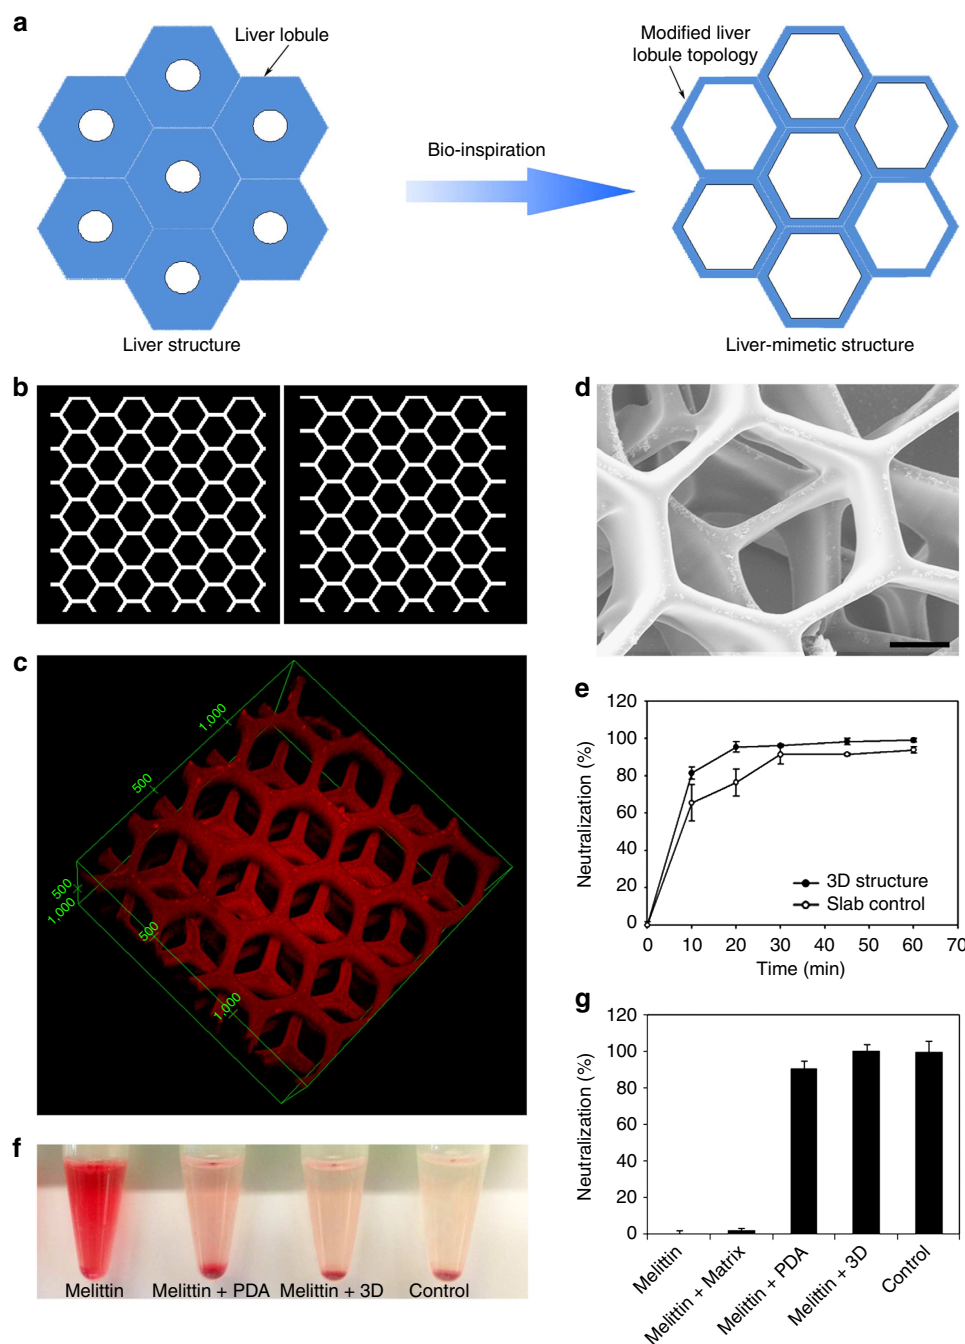 a
Liver lobule
Modified liver
lobule topology
Bio-inspiration
Liver structure
Liver-mimetic structure
b
d
c
1,000
500
500
1,000
500
1,000
e
120
100
80
60
40
20
0
Neutralization (%)
3D structure
Slab control
0 10 20 30 40 50 60 70
Time (min)
f
Melittin
Melittin + PDA
Melittin + 3D
Control
g
120
100
80
60
40
20
0
Neutralization (%)
Melittin
Melittin + Matrix
Melittin + PDA
Melittin + 3D
Control